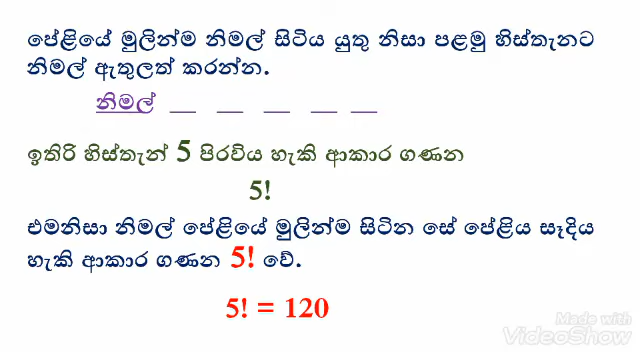 පේළියේ මුලින්ම නිමල් සිටිය යුතු නිසා පළමු හිස්තැනට
නිමල් ඇතුලත් කරන්න.
නිමල් __ __ __ __ __
ඉතිරි හිස්තැන් 5 පිරවිය හැකි ආකාර ගණන
5!
එමනිසා නිමල් පේළියේ මුලින්ම සිටින සේ පේළිය සෑදිය
හැකි ආකාර ගණන 5! වේ.
5! = 120
Made with
VideoShow